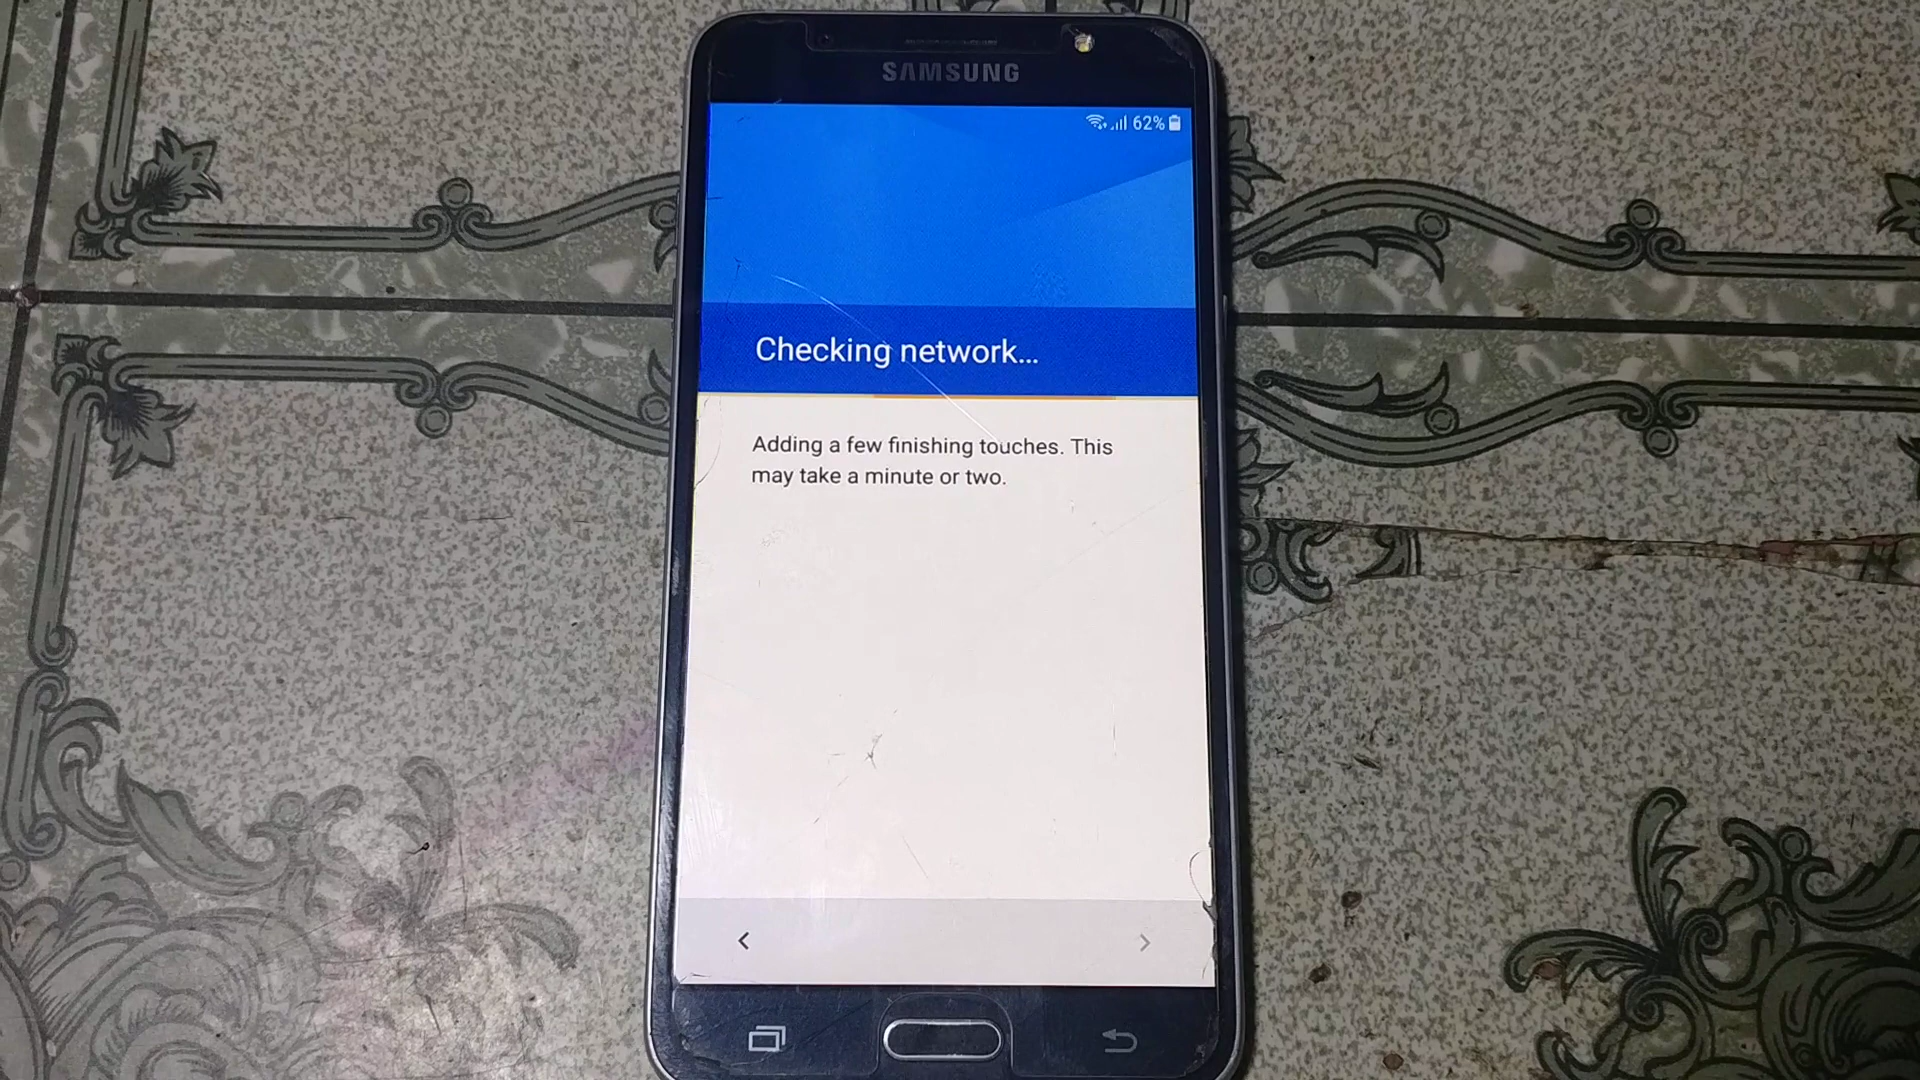 SAMSUNG
62%
Checking network...
Adding a few finishing touches. This
may take a minute or two.